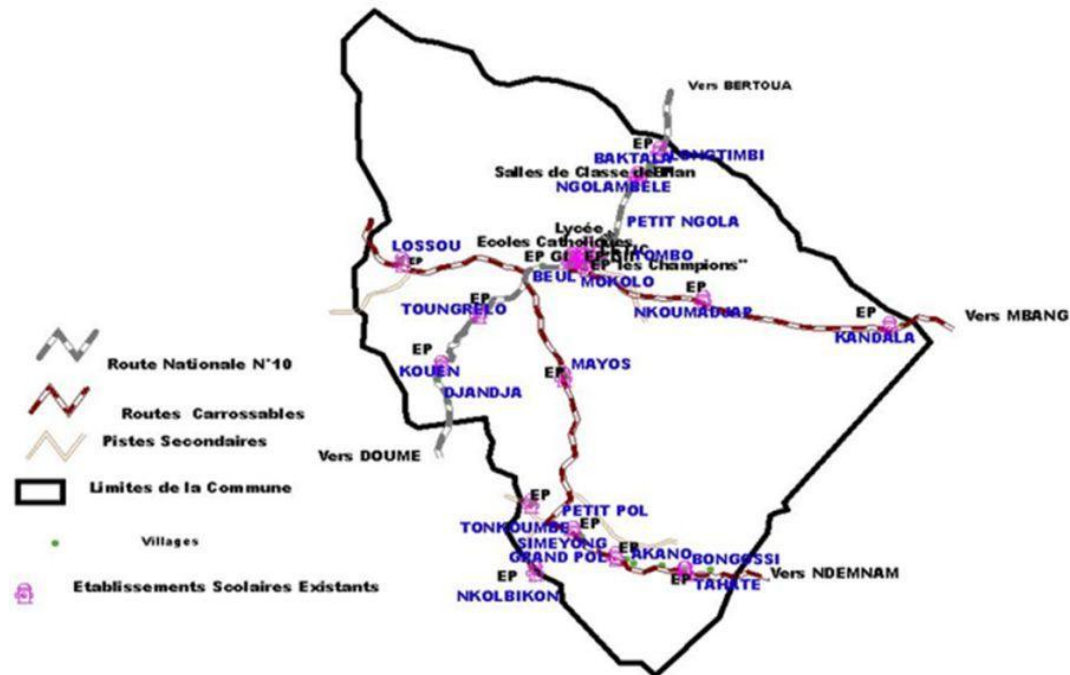 Vers BERTOUA
EP
BAKTALA
LONGTIMBI
Salles de Classe de
NGOLAMBELE
PETIT NGOLA
Lycée
LOSSOU
EP
Ecoles Catholiques
EP
BEUL
EP "les Champions"
MOKOLO
TOUNGRELO
EP
NKOUMADJAP
EP
EP
KANDALA
Vers MBANG
EP
KOUEN
DJANDJA
EP
MAYOS
Route Nationale N°10
Routes Carrossables
Pistes Secondaires
Limites de la Commune
Villages
Etablissements Scolaires Existants
Vers DOUME
EP
PETIT POL
TONKOUMBE
EP
SIMEYONG
GRAND POL
EP
AKANO
BONGOSSI
EP
TAHATE
Vers NDEMNAM
EP
NKOLBIKON